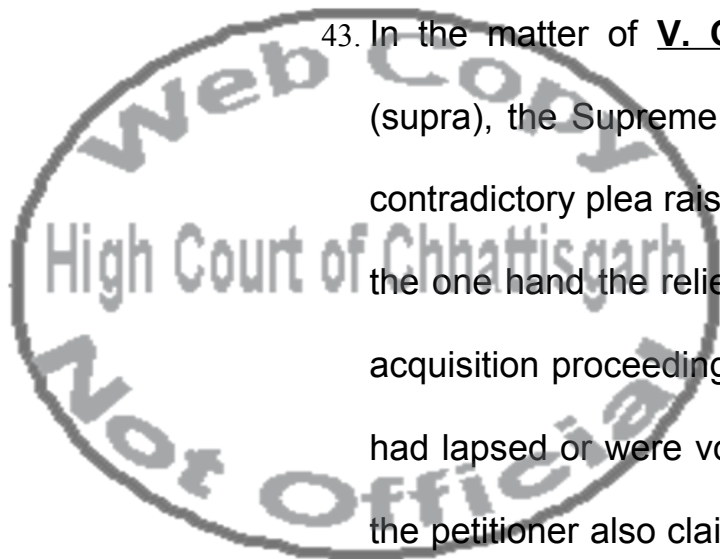 43. In the matter of V. C
(supra), the Supreme
contradictory plea rais
the one hand the relie
acquisition proceeding
had lapsed or were vo
the petitioner also clai
Web Copy
High Court of Chhattisgarh
Not Official